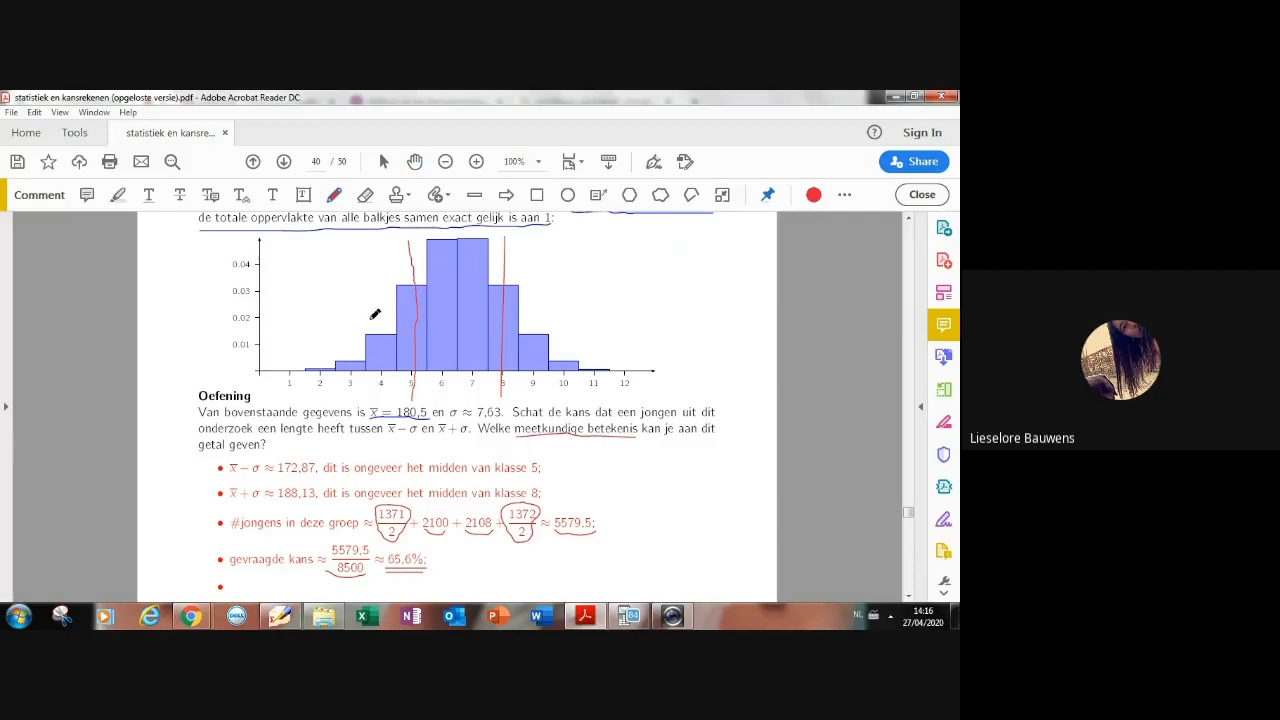 statistiek en kansrekenen (opgeloste versie).pdf - Adobe Acrobat Reader DC
File Edit View Window Help
Home Tools statistiek en kansre... × Sign In
40 / 50 100% Share
Comment Close
de totale oppervlakte van alle balkjes samen exact gelijk is aan 1:
0.04
0.03
0.02
0.01
1 2 3 4 5 6 7 8 9 10 11 12
Oefening
Van bovenstaande gegevens is x̅ = 180,5 en σ ≈ 7,63. Schat de kans dat een jongen uit dit
onderzoek een lengte heeft tussen x̅ − σ en x̅ + σ. Welke meetkundige betekenis kan je aan dit
getal geven?
• x̅ − σ ≈ 172,87, dit is ongeveer het midden van klasse 5;
• x̅ + σ ≈ 188,13, dit is ongeveer het midden van klasse 8;
• #jongens in deze groep ≈ 1371/2 + 2100 + 2108 + 1372/2 ≈ 5579,5;
• gevraagde kans ≈ 5579,5/8500 ≈ 65,6%;
•
Lieselore Bauwens
NL 14:16
27/04/2020